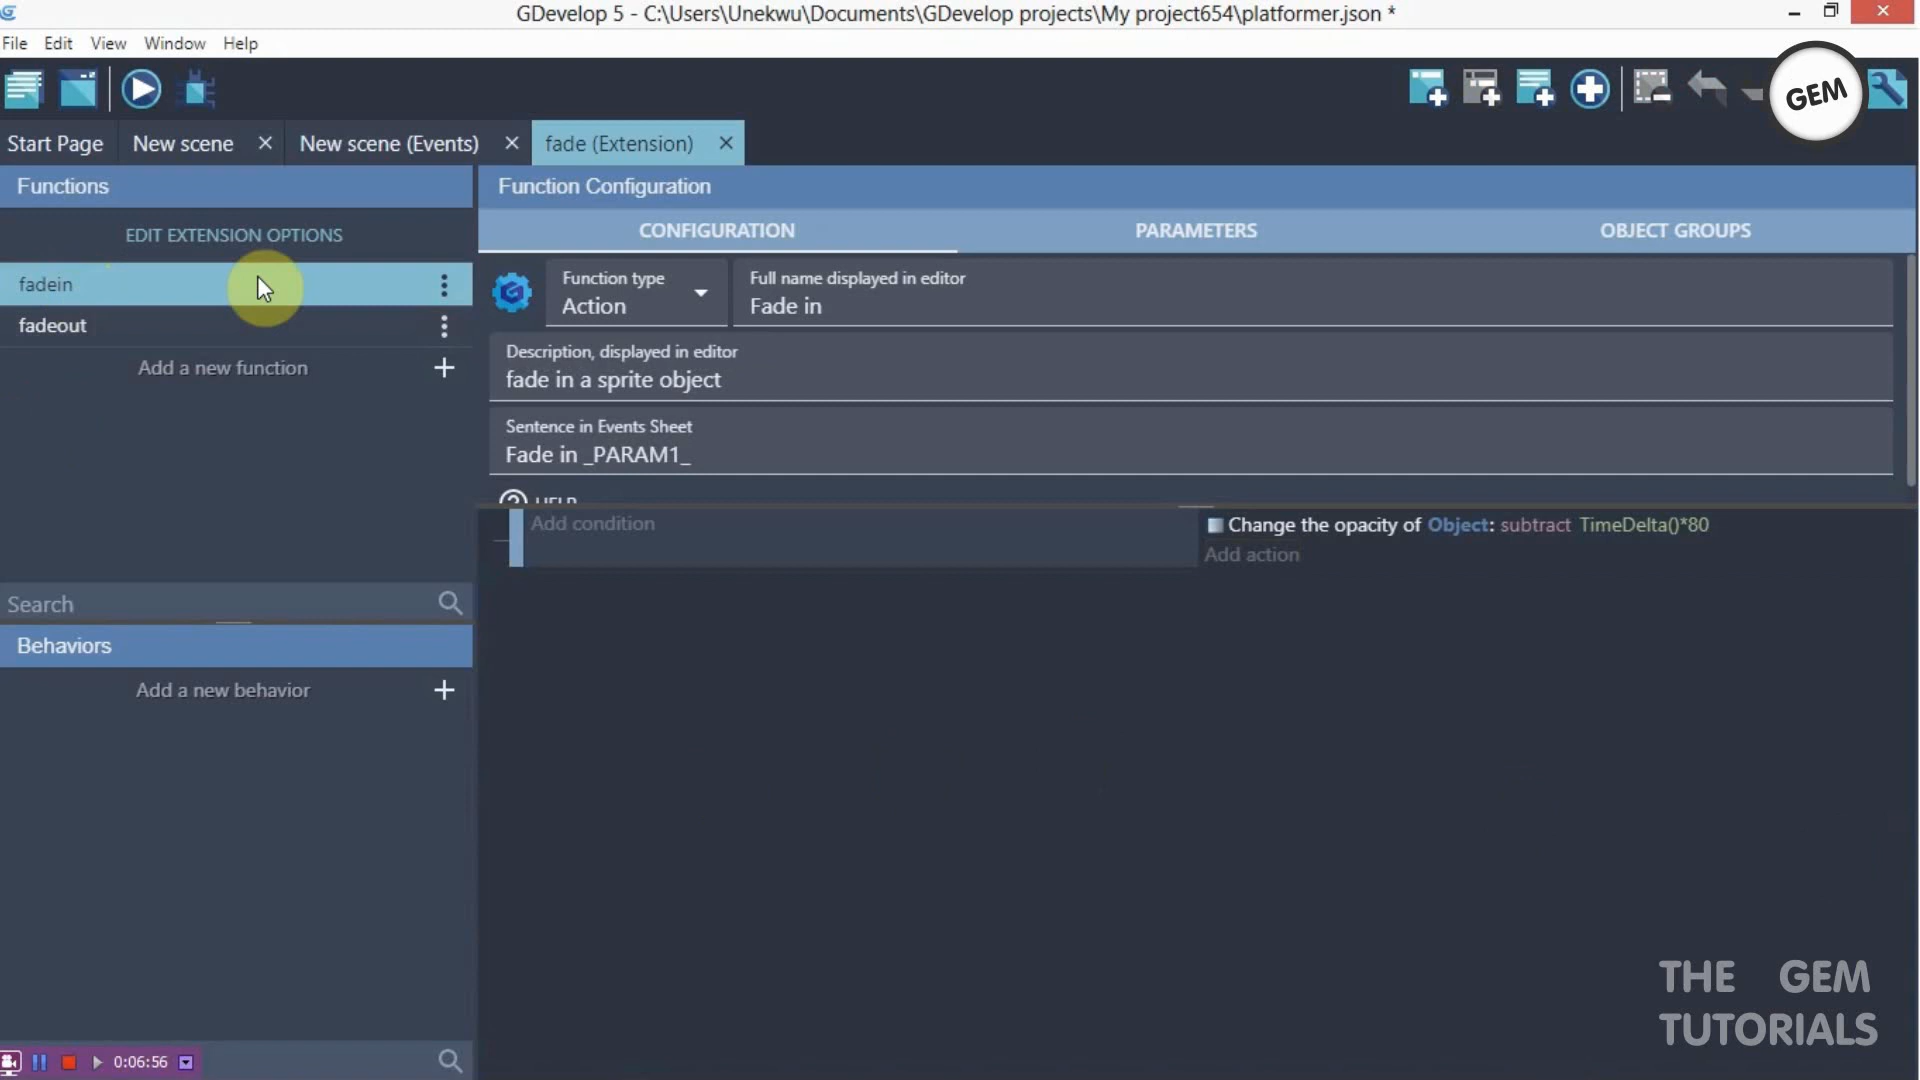 GDevelop 5 - C:\Users\Unekwu\Documents\GDevelop projects\My project654\platformer.json *
File Edit View Window Help
GEM
Start Page New scene New scene (Events) fade (Extension)
Functions
EDIT EXTENSION OPTIONS
fadein
fadeout
Add a new function
Search
Behaviors
Add a new behavior
Function Configuration
CONFIGURATION PARAMETERS OBJECT GROUPS
Function type
Action
Full name displayed in editor
Fade in
Description, displayed in editor
fade in a sprite object
Sentence in Events Sheet
Fade in _PARAM1_
HELP
Add condition
Change the opacity of Object: subtract TimeDelta()*80
Add action
THE GEM
TUTORIALS
0:06:56